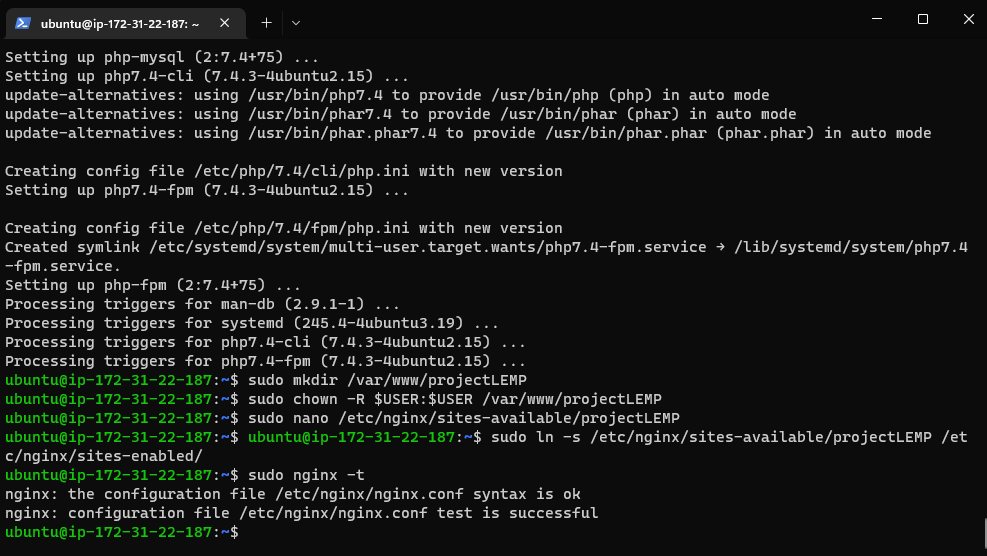 ubuntu@ip-172-31-22-187: ~
Setting up php-mysql (2:7.4+75) ...
Setting up php7.4-cli (7.4.3-4ubuntu2.15) ...
update-alternatives: using /usr/bin/php7.4 to provide /usr/bin/php (php) in auto mode
update-alternatives: using /usr/bin/phar7.4 to provide /usr/bin/phar (phar) in auto mode
update-alternatives: using /usr/bin/phar.phar7.4 to provide /usr/bin/phar.phar (phar.phar) in auto mode
Creating config file /etc/php/7.4/cli/php.ini with new version
Setting up php7.4-fpm (7.4.3-4ubuntu2.15) ...
Creating config file /etc/php/7.4/fpm/php.ini with new version
Created symlink /etc/systemd/system/multi-user.target.wants/php7.4-fpm.service → /lib/systemd/system/php7.4
-fpm.service.
Setting up php-fpm (2:7.4+75) ...
Processing triggers for man-db (2.9.1-1) ...
Processing triggers for systemd (245.4-4ubuntu3.19) ...
Processing triggers for php7.4-cli (7.4.3-4ubuntu2.15) ...
Processing triggers for php7.4-fpm (7.4.3-4ubuntu2.15) ...
ubuntu@ip-172-31-22-187:~$ sudo mkdir /var/www/projectLEMP
ubuntu@ip-172-31-22-187:~$ sudo chown -R $USER:$USER /var/www/projectLEMP
ubuntu@ip-172-31-22-187:~$ sudo nano /etc/nginx/sites-available/projectLEMP
ubuntu@ip-172-31-22-187:~$ ubuntu@ip-172-31-22-187:~$ sudo ln -s /etc/nginx/sites-available/projectLEMP /et
c/nginx/sites-enabled/
ubuntu@ip-172-31-22-187:~$ sudo nginx -t
nginx: the configuration file /etc/nginx/nginx.conf syntax is ok
nginx: configuration file /etc/nginx/nginx.conf test is successful
ubuntu@ip-172-31-22-187:~$